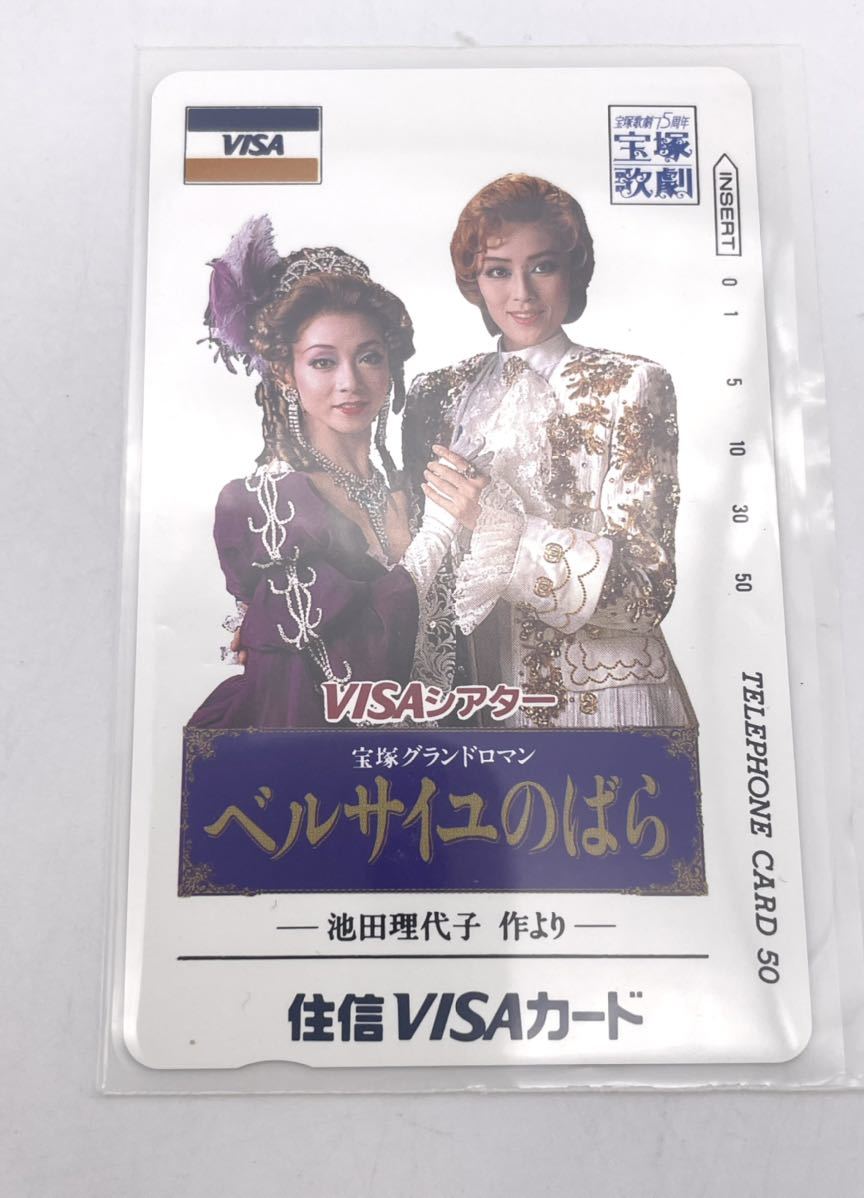 VISA
宝塚歌劇75周年
宝塚
歌劇
INSERT
0
1
5
10
30
50
TELEPHONE CARD 50
VISAシアター
宝塚グランドロマン
ベルサイユのばら
― 池田理代子 作より ―
住信VISAカード